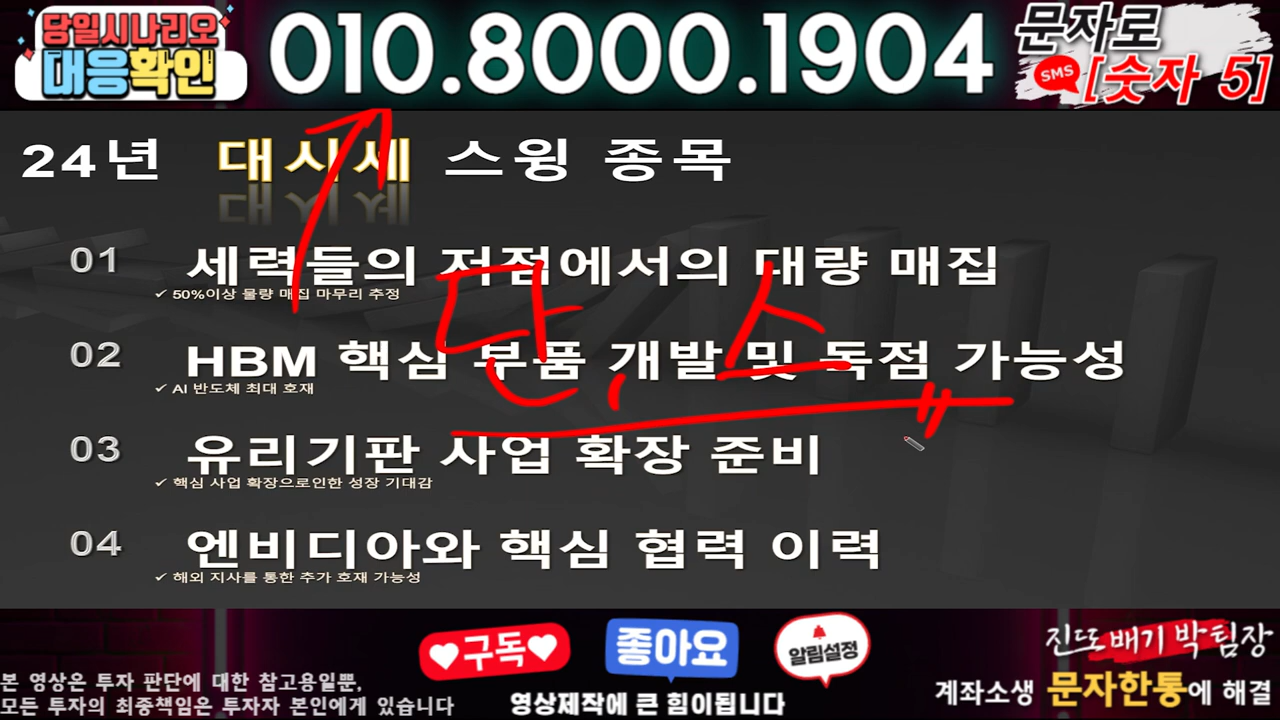 당일시나리오
대응확인
010.8000.1904
문자로
SMS
[숫자 5]
24년 대시세 스윙 종목
01 세력들의 저점에서의 대량 매집
✓ 50%이상 물량 매집 마무리 추정
02 HBM 핵심 부품 개발 및 독점 가능성
✓ AI 반도체 최대 호재
단, 스
03 유리기판 사업 확장 준비
✓ 핵심 사업 확장으로인한 성장 기대감
04 엔비디아와 핵심 협력 이력
✓ 해외 지사를 통한 추가 호재 가능성
구독
좋아요
알림설정
영상제작에 큰 힘이됩니다
본 영상은 투자 판단에 대한 참고용일뿐,
모든 투자의 최종책임은 투자자 본인에게 있습니다
진또배기 박팀장
계좌소생 문자한통에 해결